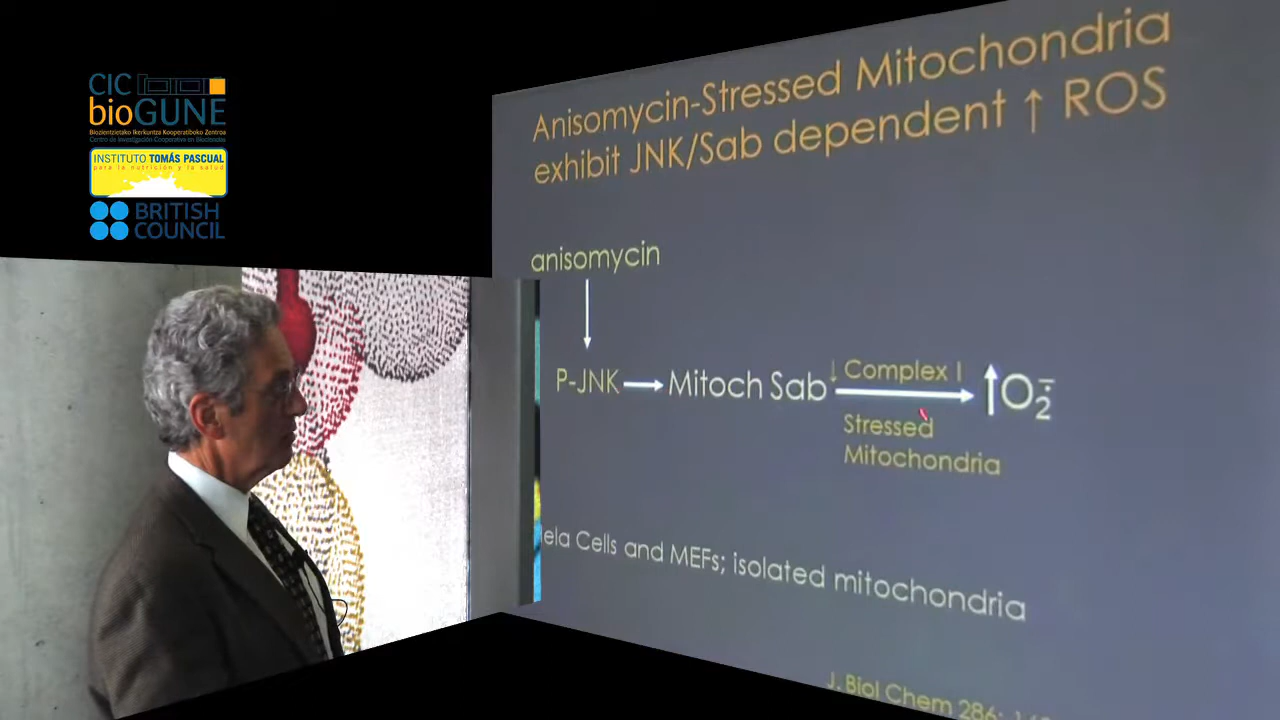 CIC
bioGUNE
Biozientzietako Ikerkuntza Kooperatiboko Zentroa
Centro de Investigación Cooperativa en Biociencias
INSTITUTO TOMÁS PASCUAL
para la nutrición y la salud
BRITISH
COUNCIL
Anisomycin-Stressed Mitochondria
exhibit JNK/Sab dependent ↑ ROS
anisomycin
P-JNK → Mitoch Sab ↓ Complex I ↑O₂⨪
Stressed
Mitochondria
ela Cells and MEFs; isolated mitochondria
J. Biol Chem 286: